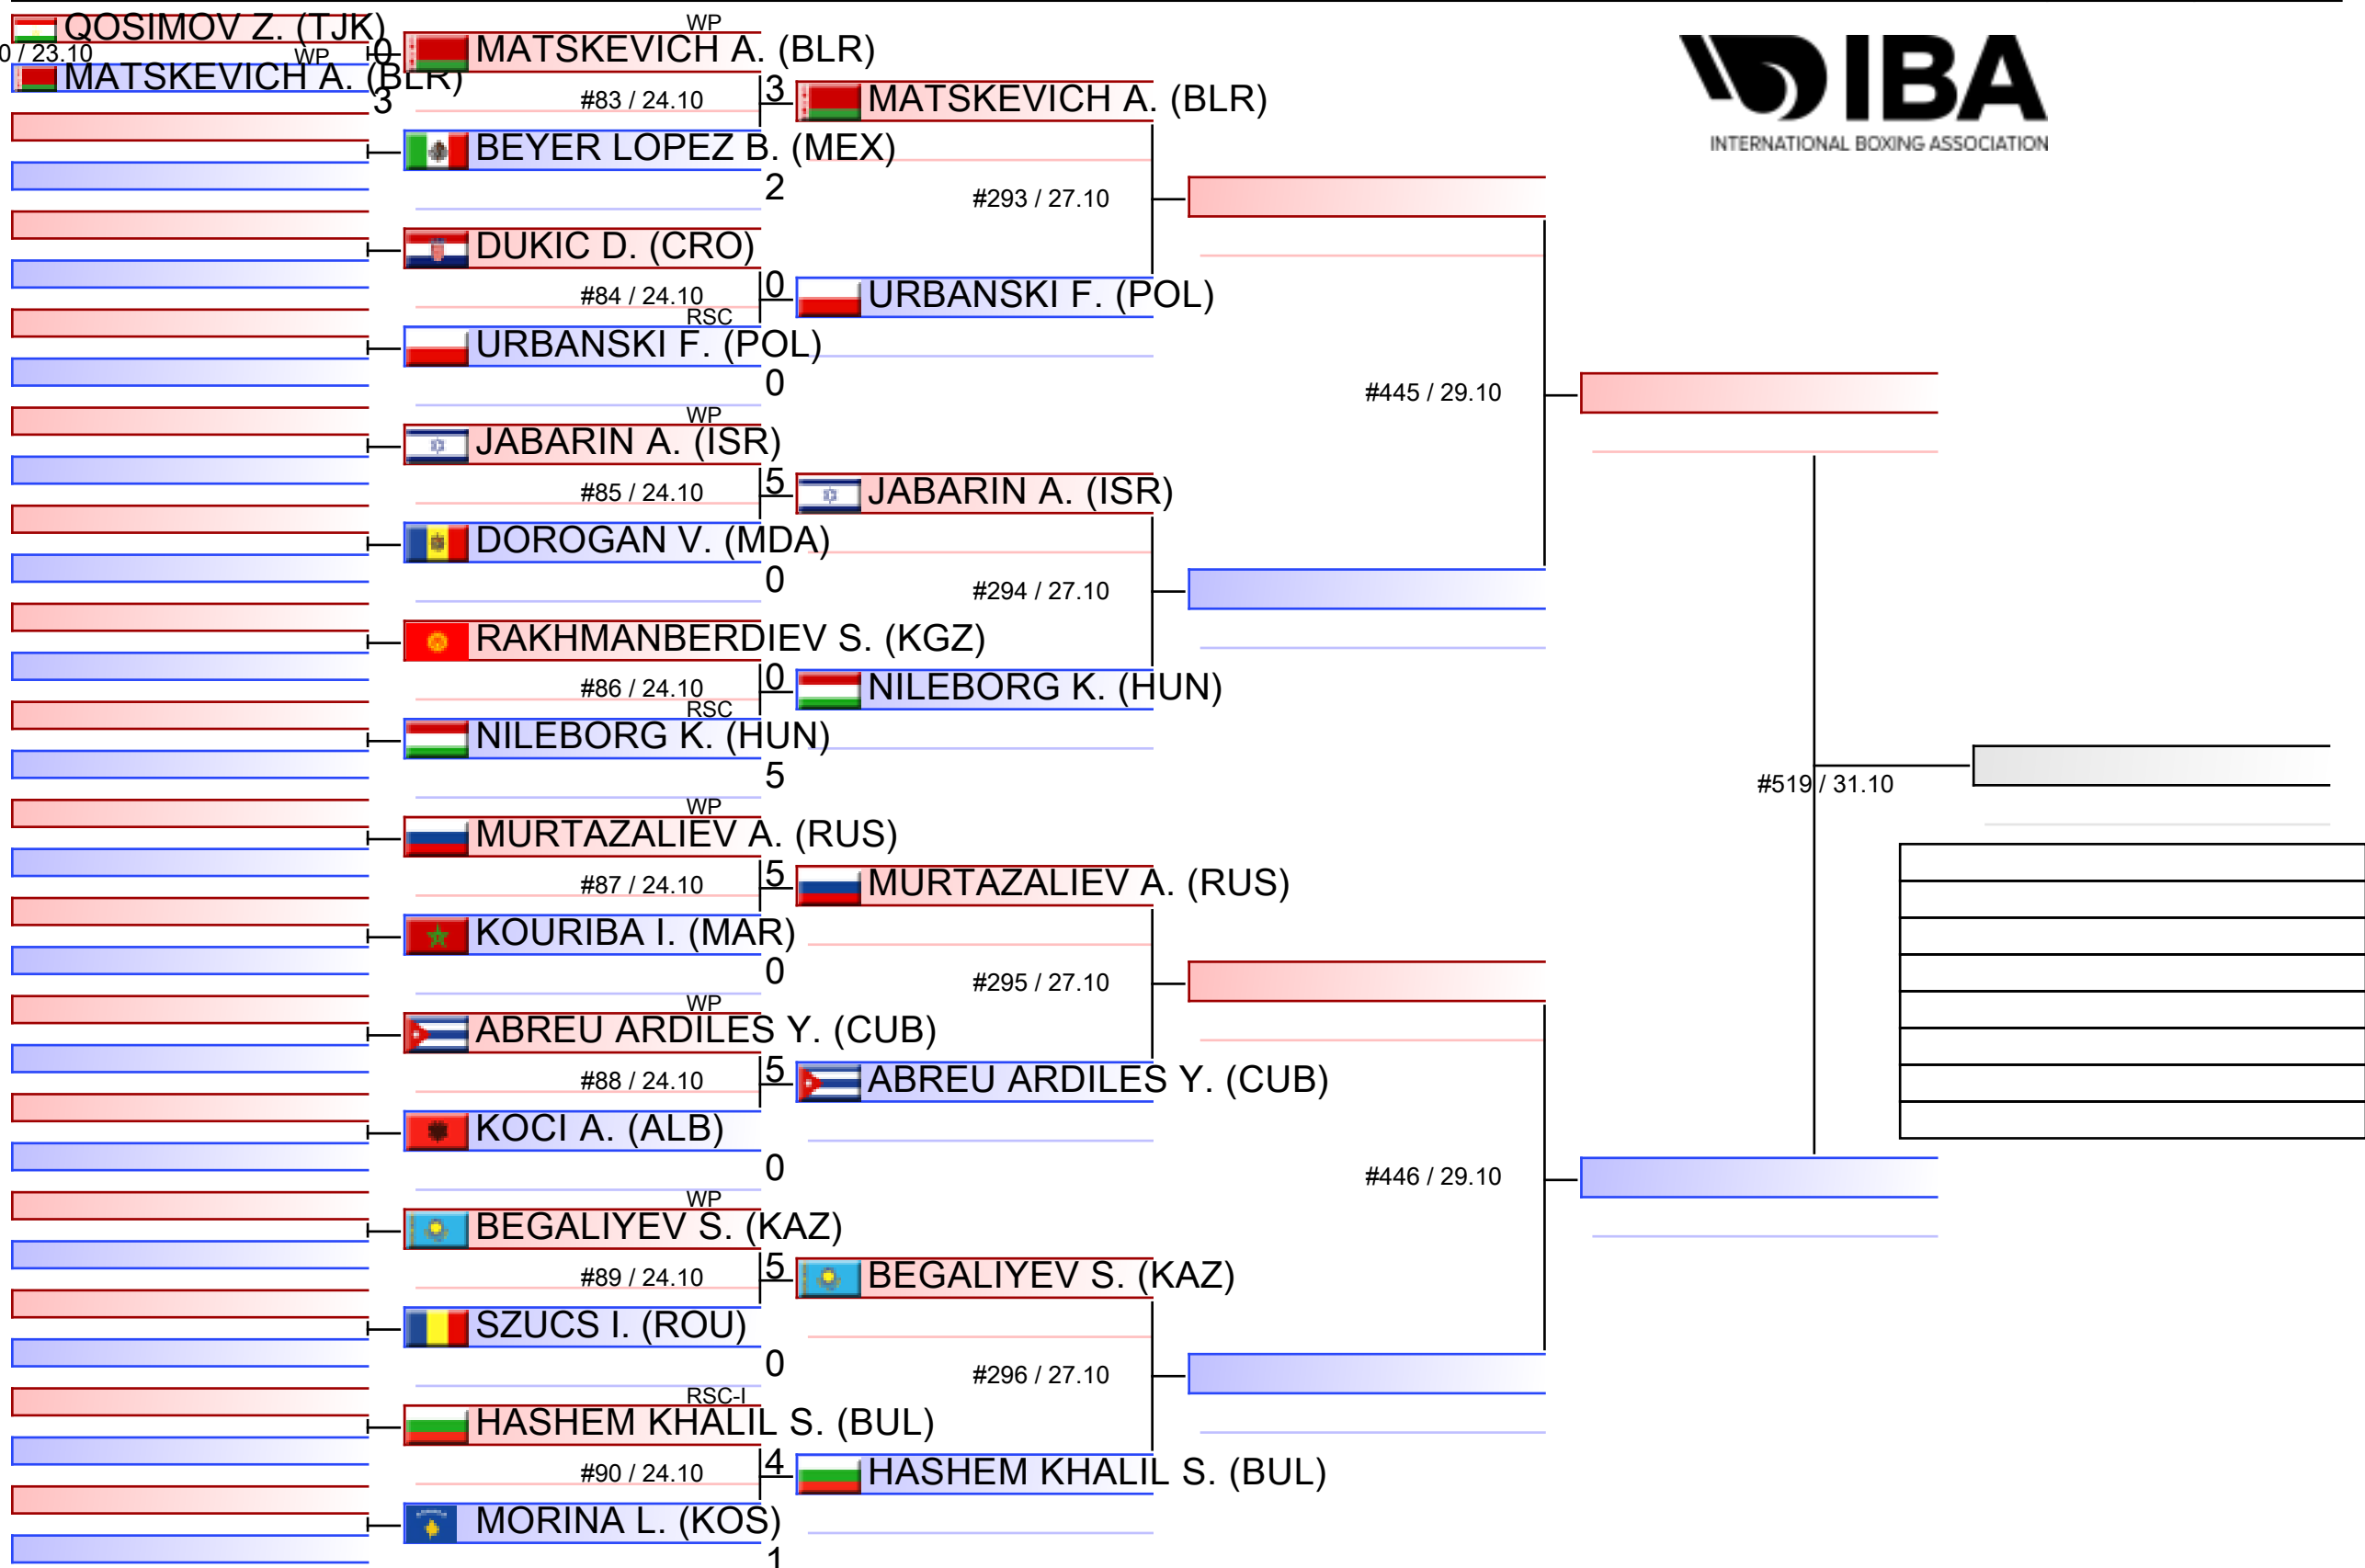 QOSIMOV Z. (TJK)
0 / 23.10
WP
0
MATSKEVICH A. (BLR)
3
WP
MATSKEVICH A. (BLR)
#83 / 24.10
3
BEYER LOPEZ B. (MEX)
2
DUKIC D. (CRO)
#84 / 24.10
0
RSC
URBANSKI F. (POL)
0
WP
JABARIN A. (ISR)
#85 / 24.10
5
DOROGAN V. (MDA)
0
RAKHMANBERDIEV S. (KGZ)
#86 / 24.10
0
RSC
NILEBORG K. (HUN)
5
WP
MURTAZALIEV A. (RUS)
#87 / 24.10
5
KOURIBA I. (MAR)
0
WP
ABREU ARDILES Y. (CUB)
#88 / 24.10
5
KOCI A. (ALB)
0
WP
BEGALIYEV S. (KAZ)
#89 / 24.10
5
SZUCS I. (ROU)
0
RSC-I
HASHEM KHALIL S. (BUL)
#90 / 24.10
4
MORINA L. (KOS)
1
MATSKEVICH A. (BLR)
#293 / 27.10
URBANSKI F. (POL)
JABARIN A. (ISR)
#294 / 27.10
NILEBORG K. (HUN)
MURTAZALIEV A. (RUS)
#295 / 27.10
ABREU ARDILES Y. (CUB)
BEGALIYEV S. (KAZ)
#296 / 27.10
HASHEM KHALIL S. (BUL)
#445 / 29.10
#446 / 29.10
#519 / 31.10
IBA
INTERNATIONAL BOXING ASSOCIATION